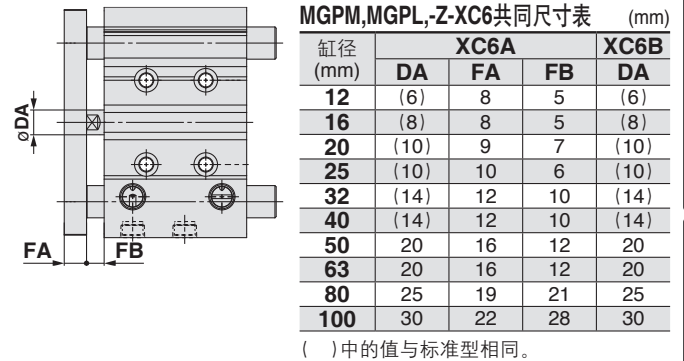 MGPM,MGPL,-Z-XC6共同尺寸表 (mm)
缸径 (mm) XC6A XC6B
DA FA FB DA
12 (6) 8 5 (6)
16 (8) 8 5 (8)
20 (10) 9 7 (10)
25 (10) 10 6 (10)
32 (14) 12 10 (14)
40 (14) 12 10 (14)
50 20 16 12 20
63 20 16 12 20
80 25 19 21 25
100 30 22 28 30
( )中的值与标准型相同。
øDA
FA FB